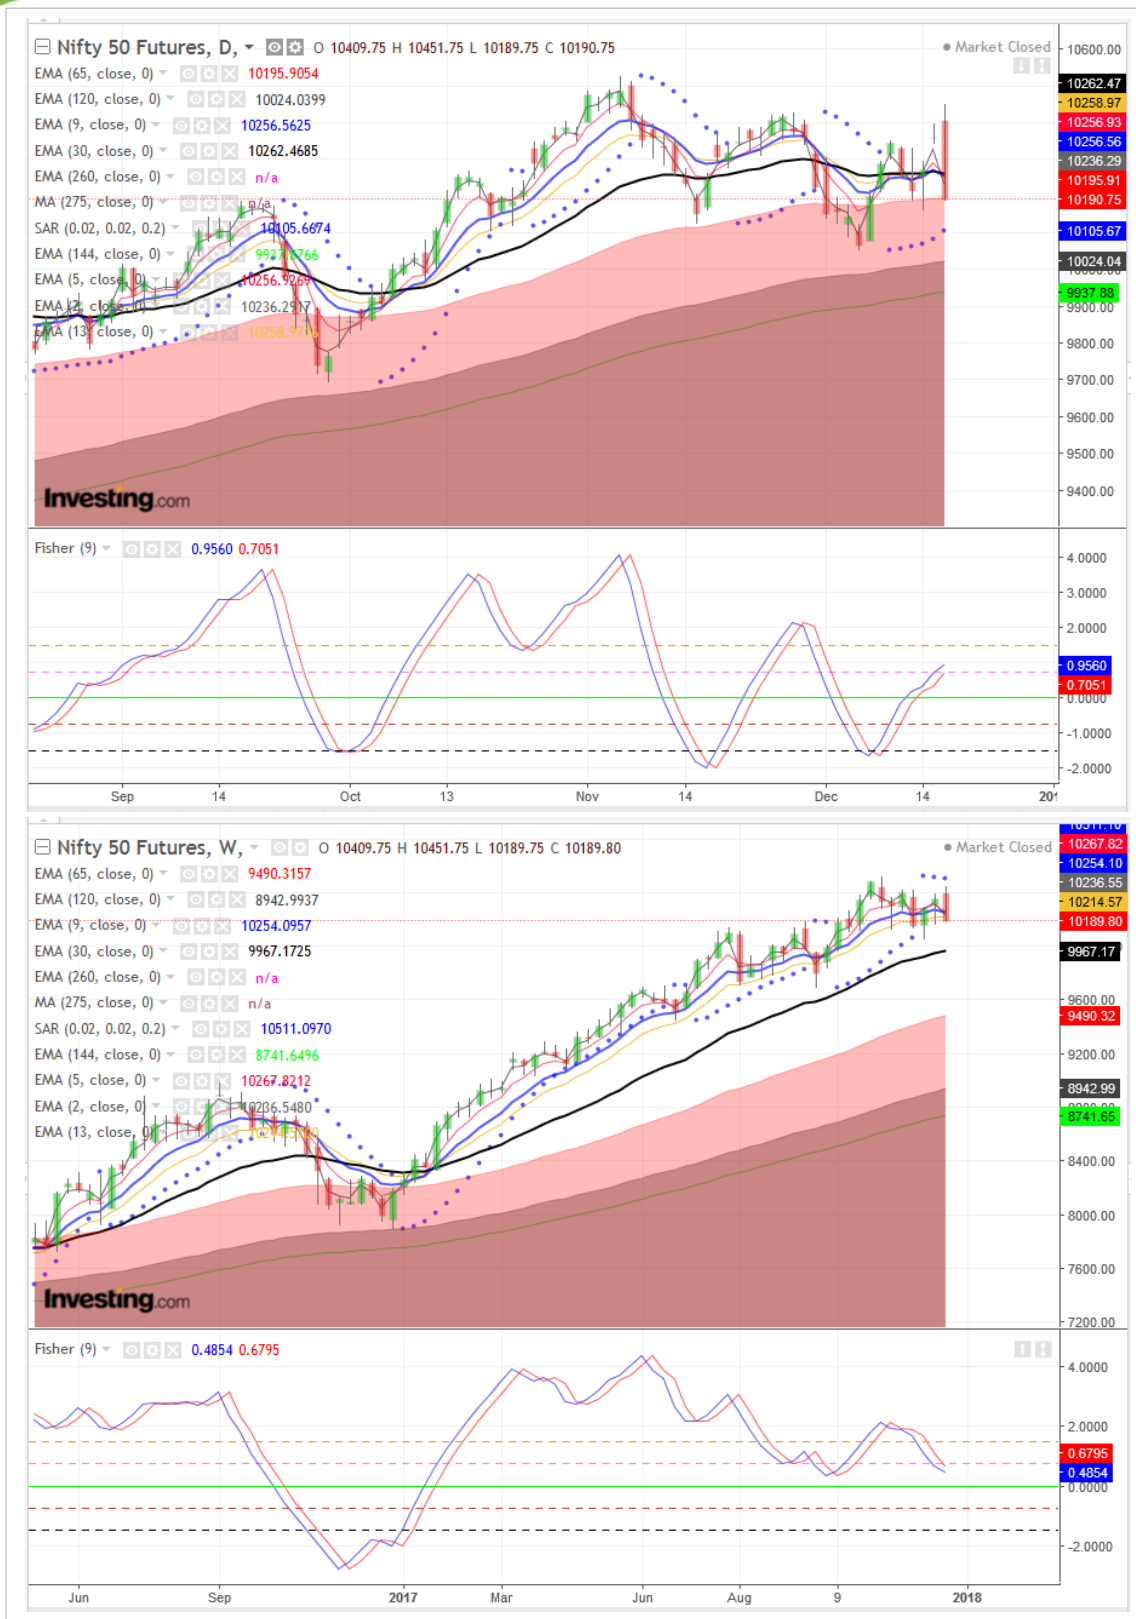 Nifty 50 Futures, D, O 10409.75 H 10451.75 L 10189.75 C 10190.75
Market Closed
EMA (65, close, 0) 10195.9054
EMA (120, close, 0) 10024.0399
EMA (9, close, 0) 10256.5625
EMA (30, close, 0) 10262.4685
EMA (260, close, 0) n/a
MA (275, close, 0) n/a
SAR (0.02, 0.02, 0.2) 10105.6674
EMA (144, close, 0)
EMA (5, close, 0) 10256.9269
EMA (2, close, 0) 10236.2917
EMA (13, close, 0)
10600.00
10262.47
10258.97
10256.93
10256.56
10236.29
10195.91
10190.75
10105.67
10024.04
9937.88
9900.00
9800.00
9700.00
9600.00
9500.00
9400.00
Investing.com
Fisher (9) 0.9560 0.7051
4.0000
3.0000
2.0000
0.9560
0.7051
0.0000
-1.0000
-2.0000
Sep 14 Oct 13 Nov 14 Dec 14
Nifty 50 Futures, W, O 10409.75 H 10451.75 L 10189.75 C 10189.80
Market Closed
EMA (65, close, 0) 9490.3157
EMA (120, close, 0) 8942.9937
EMA (9, close, 0) 10254.0957
EMA (30, close, 0) 9967.1725
EMA (260, close, 0) n/a
MA (275, close, 0) n/a
SAR (0.02, 0.02, 0.2) 10511.0970
EMA (144, close, 0) 8741.6496
EMA (5, close, 0) 10267.8212
EMA (2, close, 0) 10236.5480
EMA (13, close, 0)
10511.10
10267.82
10254.10
10236.55
10214.57
10189.80
9967.17
9600.00
9490.32
9200.00
8942.99
8741.65
8400.00
8000.00
7600.00
7200.00
Investing.com
Fisher (9) 0.4854 0.6795
4.0000
2.0000
0.6795
0.4854
0.0000
-2.0000
Jun Sep 2017 Mar Jun Aug 9 2018